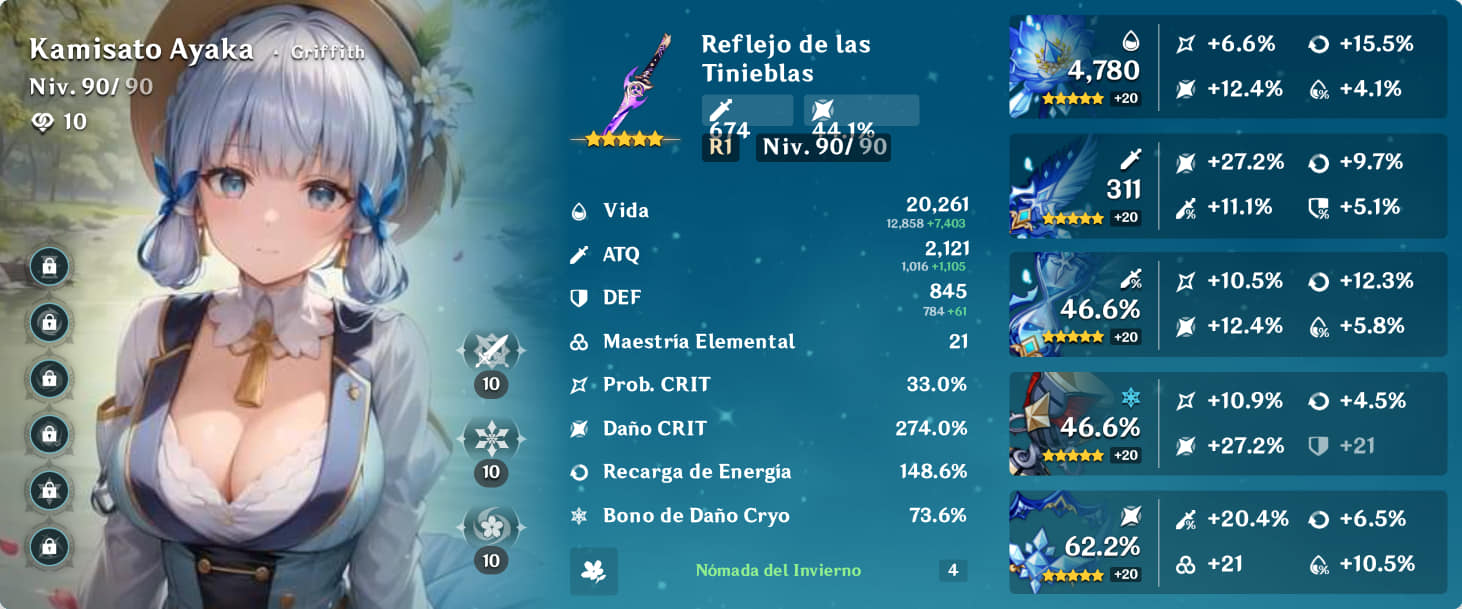 Kamisato Ayaka · Griffith
Niv. 90/ 90
10
10
10
10
Reflejo de las
Tinieblas
674 44.1%
R1 Niv. 90/ 90
Vida 20,261
12,858 +7,403
ATQ 2,121
1,016 +1,105
DEF 845
784 +61
Maestría Elemental 21
Prob. CRIT 33.0%
Daño CRIT 274.0%
Recarga de Energía 148.6%
Bono de Daño Cryo 73.6%
Nómada del Invierno 4
4,780
+20
+6.6% +15.5%
+12.4% +4.1%
311
+20
+27.2% +9.7%
+11.1% +5.1%
46.6%
+20
+10.5% +12.3%
+12.4% +5.8%
46.6%
+20
+10.9% +4.5%
+27.2% +21
62.2%
+20
+20.4% +6.5%
+21 +10.5%